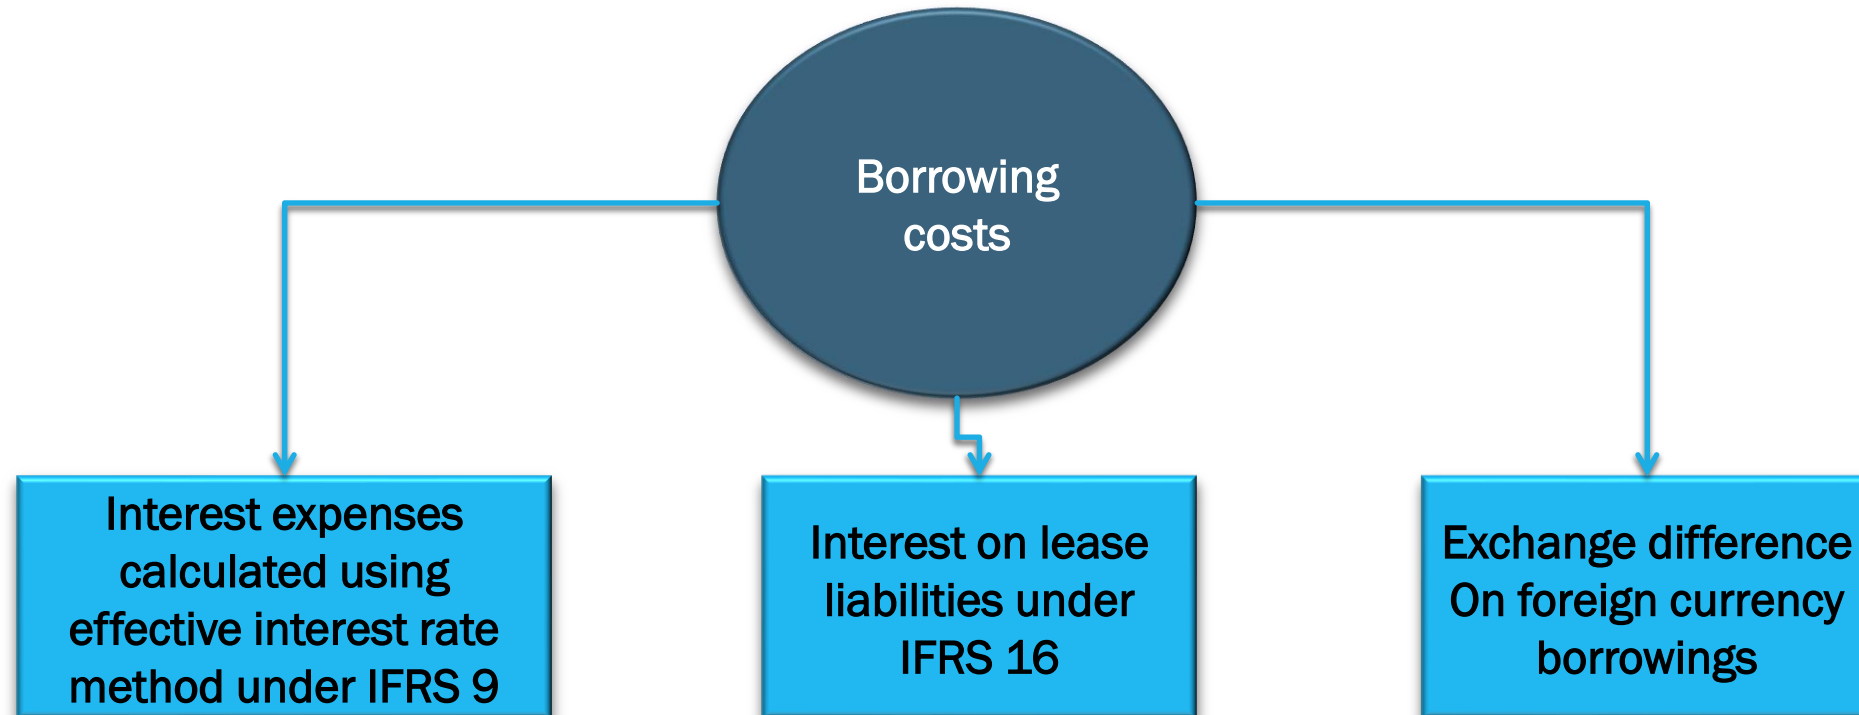 Borrowing
costs
Interest expenses
calculated using
effective interest rate
method under IFRS 9
Interest on lease
liabilities under
IFRS 16
Exchange difference
On foreign currency
borrowings